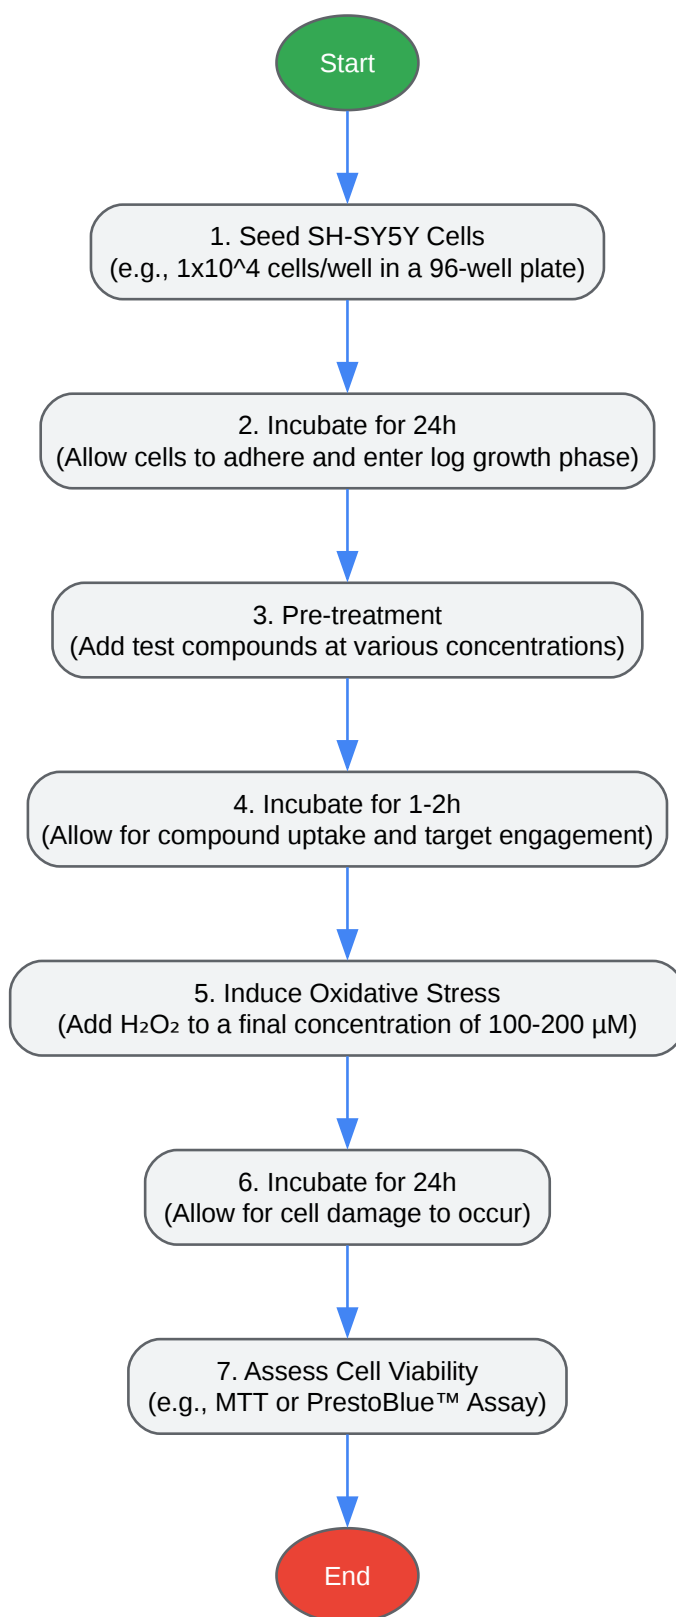 Start
1. Seed SH-SY5Y Cells
(e.g., 1x10^4 cells/well in a 96-well plate)
2. Incubate for 24h
(Allow cells to adhere and enter log growth phase)
3. Pre-treatment
(Add test compounds at various concentrations)
4. Incubate for 1-2h
(Allow for compound uptake and target engagement)
5. Induce Oxidative Stress
(Add H₂O₂ to a final concentration of 100-200 µM)
6. Incubate for 24h
(Allow for cell damage to occur)
7. Assess Cell Viability
(e.g., MTT or PrestoBlue™ Assay)
End